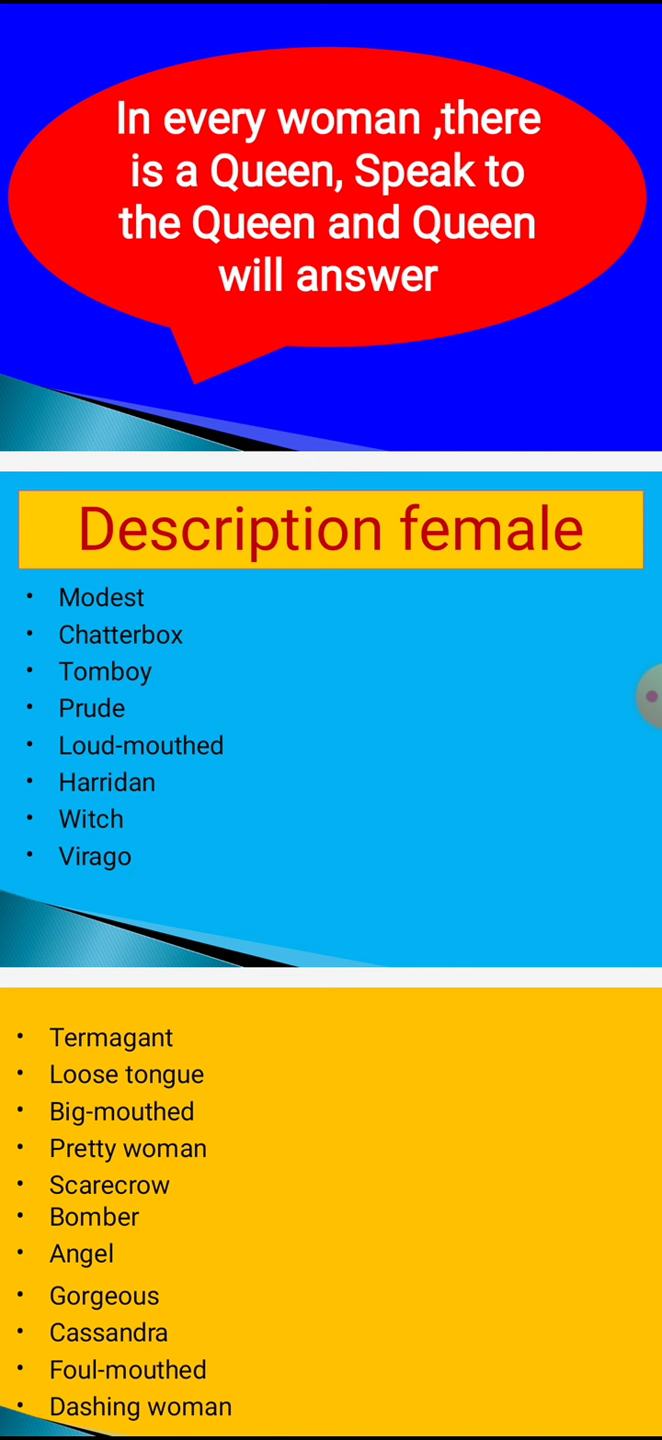 In every woman ,there
is a Queen, Speak to
the Queen and Queen
will answer
Description female
• Modest
• Chatterbox
• Tomboy
• Prude
• Loud-mouthed
• Harridan
• Witch
• Virago
• Termagant
• Loose tongue
• Big-mouthed
• Pretty woman
• Scarecrow
• Bomber
• Angel
• Gorgeous
• Cassandra
• Foul-mouthed
• Dashing woman